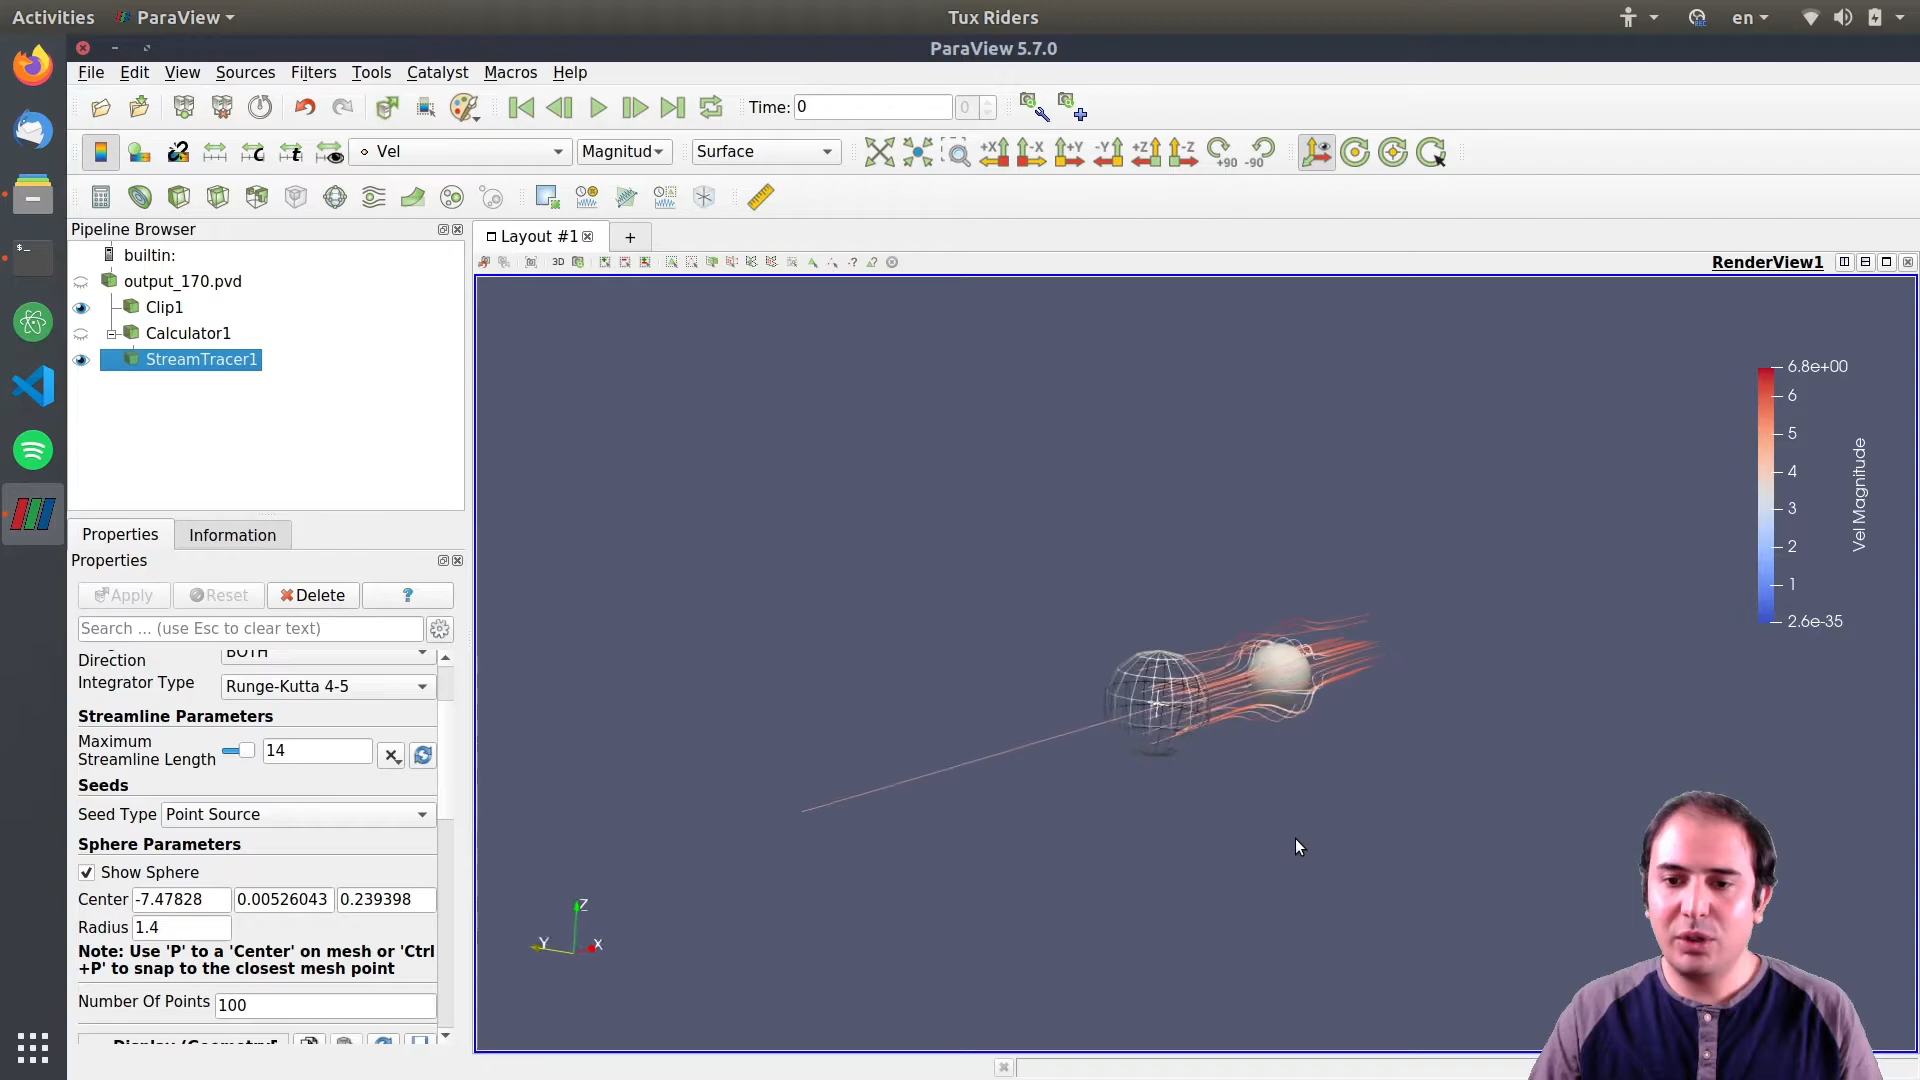 Activities ParaView Tux Riders en
ParaView 5.7.0
File Edit View Sources Filters Tools Catalyst Macros Help
Time: 0 0
Vel Magnitud Surface +X -X +Y -Y +Z -Z +90 -90
Pipeline Browser
Layout #1 +
builtin:
3D RenderView1
output_170.pvd
Clip1
Calculator1
StreamTracer1
6.8e+00
6
5
4
3
2
1
2.6e-35
Vel Magnitude
Properties Information
Properties
Apply Reset Delete ?
Search ... (use Esc to clear text)
Direction BOTH
Integrator Type Runge-Kutta 4-5
Streamline Parameters
Maximum
Streamline Length 14
Seeds
Seed Type Point Source
Sphere Parameters
Show Sphere
Center -7.47828 0.00526043 0.239398
Radius 1.4
Note: Use 'P' to a 'Center' on mesh or 'Ctrl
+P' to snap to the closest mesh point
Number Of Points 100
Z
Y X